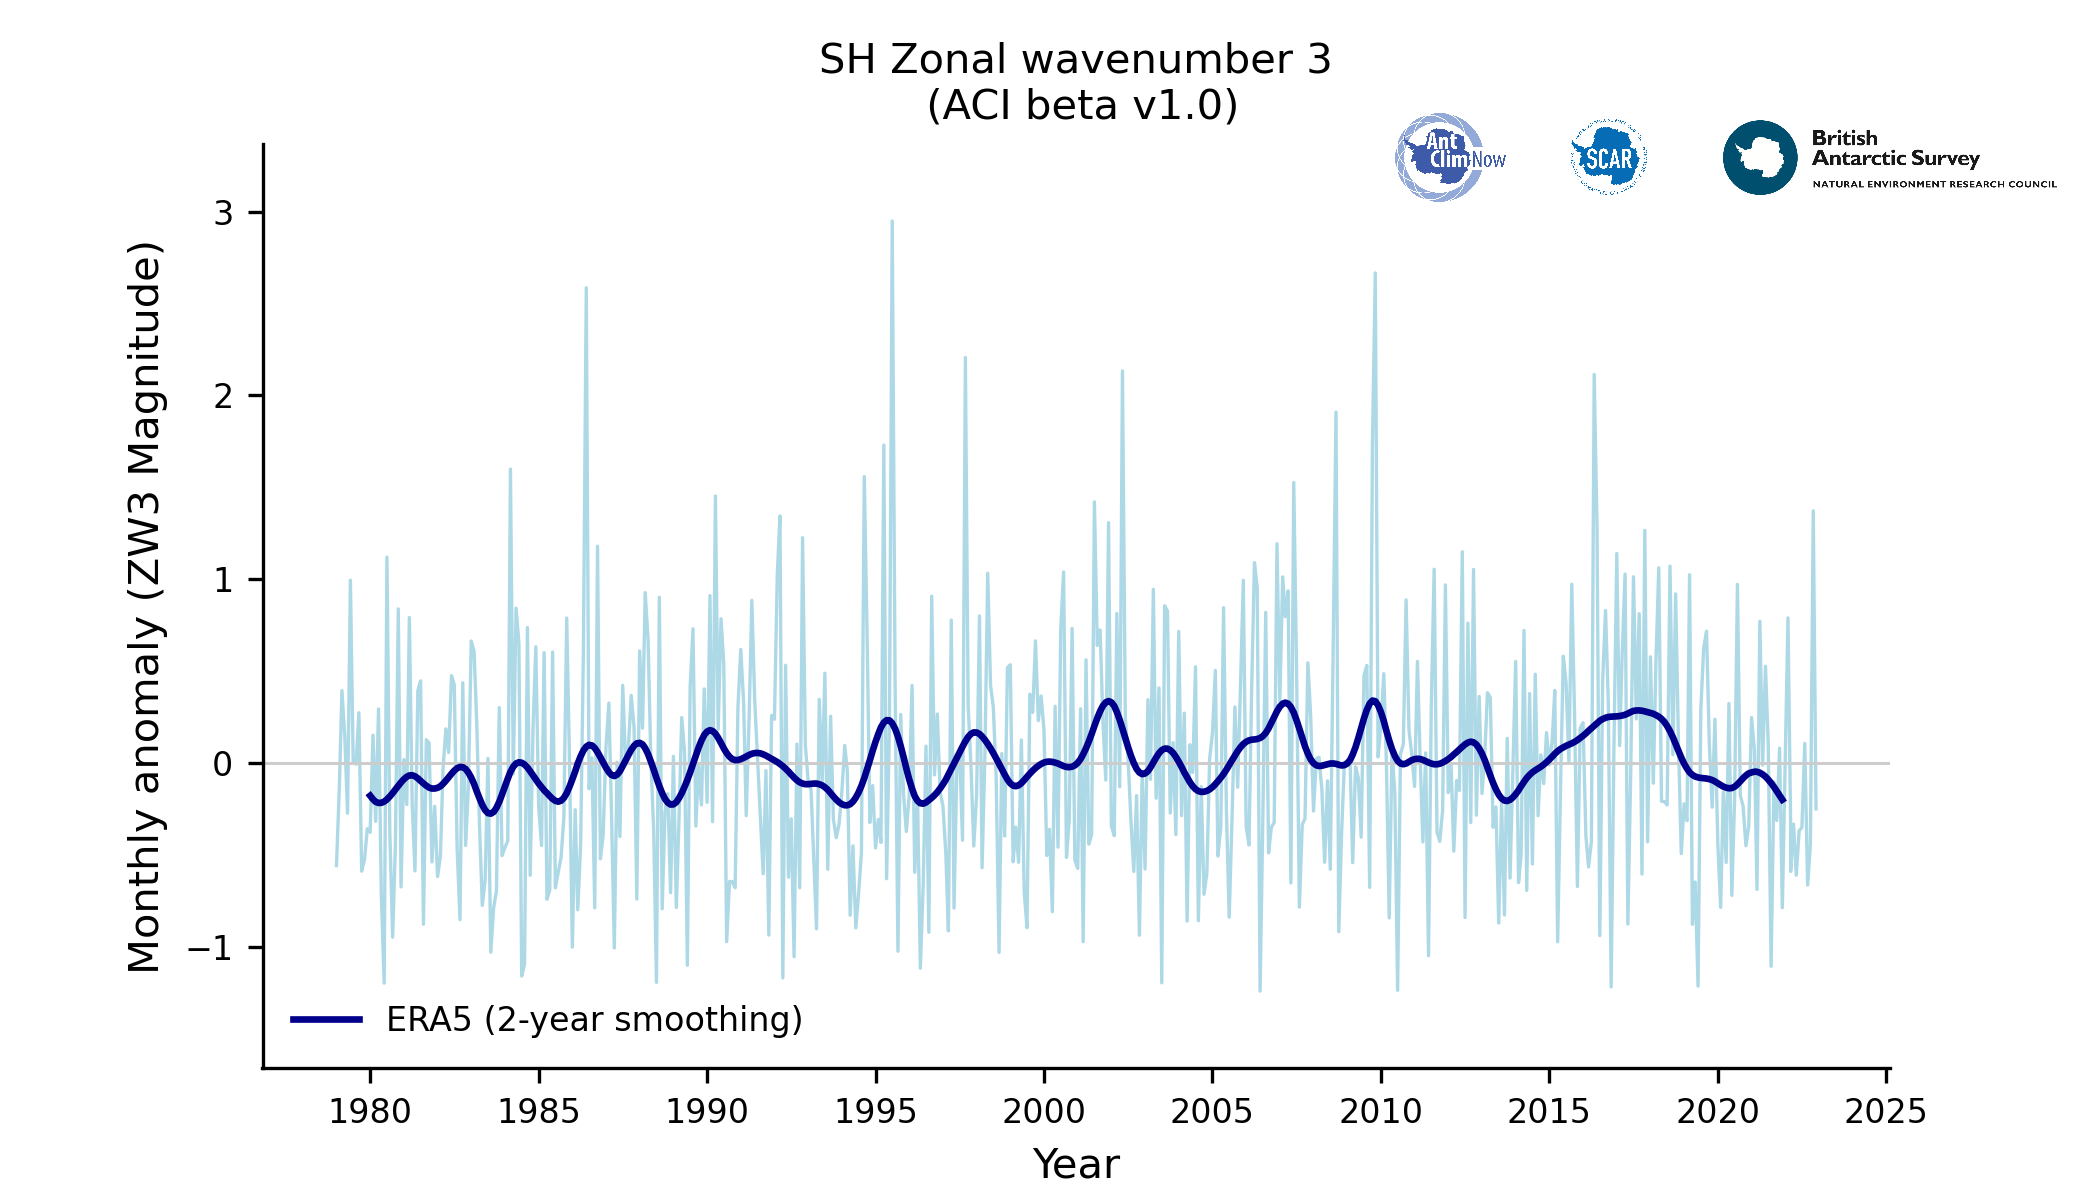 SH Zonal wavenumber 3
(ACI beta v1.0)
Ant
Clim Now
SCAR
British
Antarctic Survey
NATURAL ENVIRONMENT RESEARCH COUNCIL
Monthly anomaly (ZW3 Magnitude)
3
2
1
0
−1
ERA5 (2-year smoothing)
1980 1985 1990 1995 2000 2005 2010 2015 2020 2025
Year